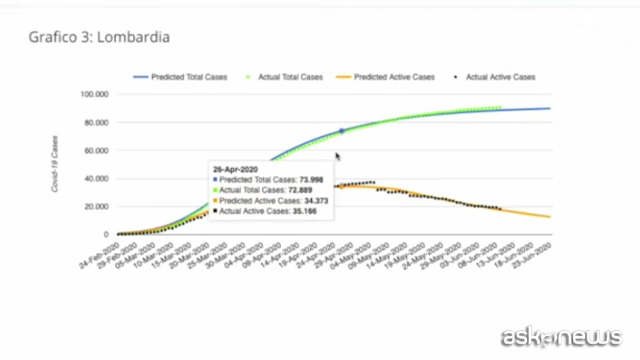 Grafico 3: Lombardia
Predicted Total Cases Actual Total Cases Predicted Active Cases Actual Active Cases
100.000
80.000
60.000
40.000
20.000
0
Covid-19 Cases
26-Apr-2020
Predicted Total Cases: 73.998
Actual Total Cases: 72.889
Predicted Active Cases: 34.373
Actual Active Cases: 35.166
24-Feb-2020 29-Feb-2020 05-Mar-2020 10-Mar-2020 15-Mar-2020 20-Mar-2020 25-Mar-2020 30-Mar-2020 04-Apr-2020 09-Apr-2020 14-Apr-2020 19-Apr-2020 24-Apr-2020 29-Apr-2020 04-May-2020 09-May-2020 14-May-2020 19-May-2020 24-May-2020 29-May-2020 03-Jun-2020 08-Jun-2020 13-Jun-2020 18-Jun-2020 23-Jun-2020
askanews